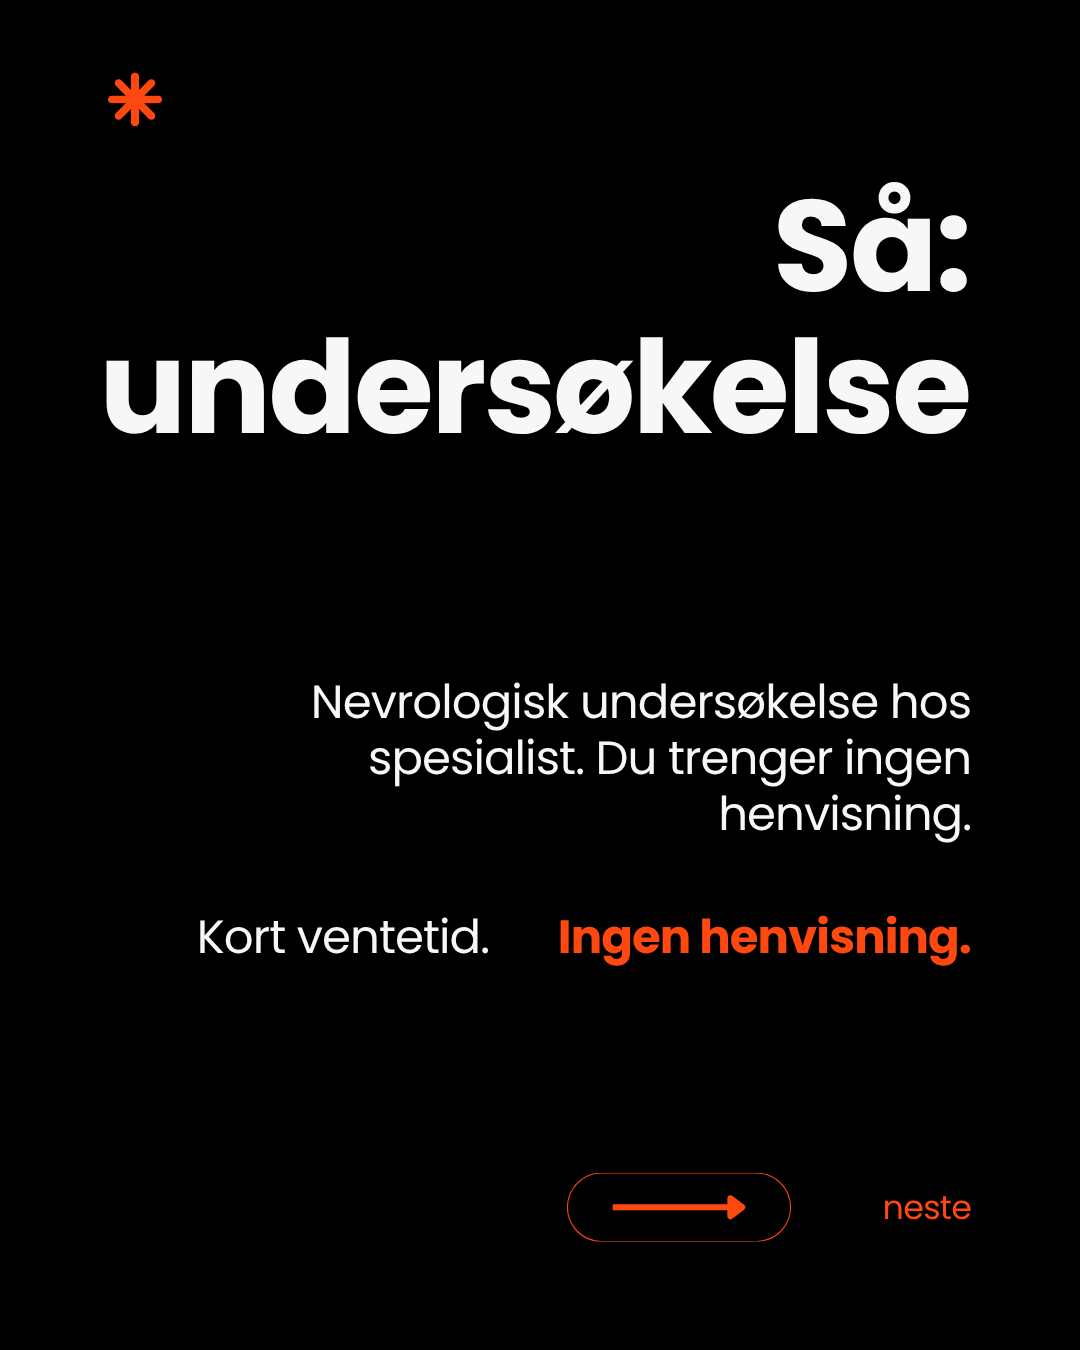 Så:
undersøkelse
Nevrologisk undersøkelse hos
spesialist. Du trenger ingen
henvisning.
Kort ventetid. Ingen henvisning.
neste